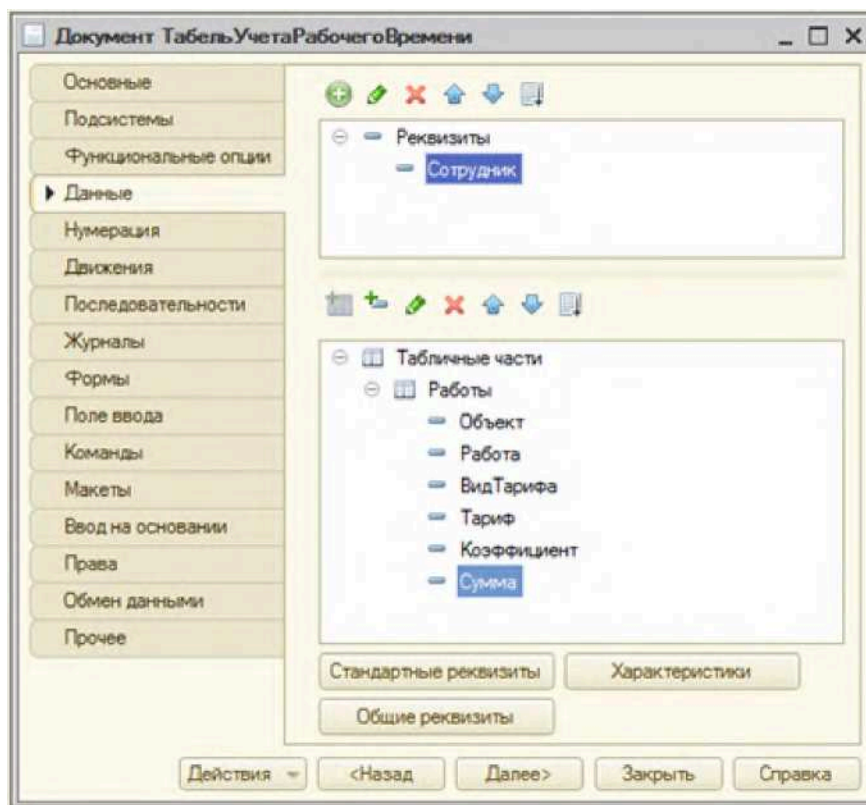 Документ ТабельУчетаРабочегоВремени
Основные
Подсистемы
Функциональные опции
Данные
Нумерация
Движения
Последовательности
Журналы
Формы
Поле ввода
Команды
Макеты
Ввод на основании
Права
Обмен данными
Прочее
Реквизиты
Сотрудник
Табличные части
Работы
Объект
Работа
ВидТарифа
Тариф
Коэффициент
Сумма
Стандартные реквизиты
Характеристики
Общие реквизиты
Действия
<Назад
Далее>
Закрыть
Справка